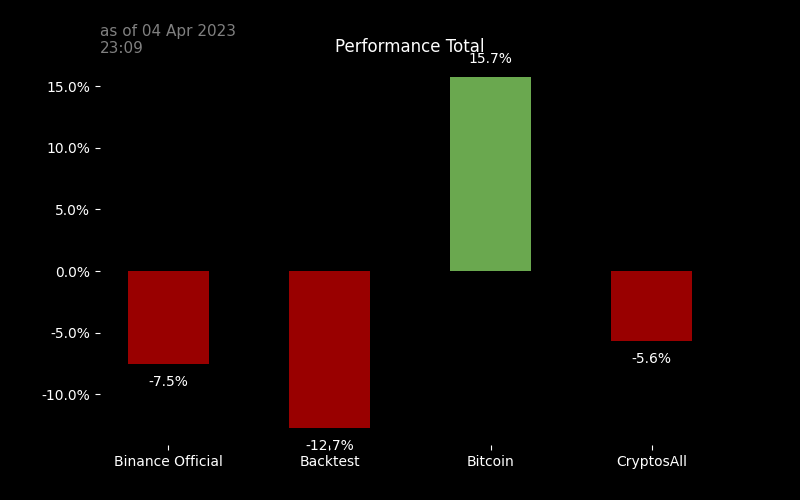 as of 04 Apr 2023
23:09
Performance Total
15.7%
15.0%
10.0%
5.0%
0.0%
-5.0%
-10.0%
-7.5%
-12.7%
-5.6%
Binance Official
Backtest
Bitcoin
CryptosAll